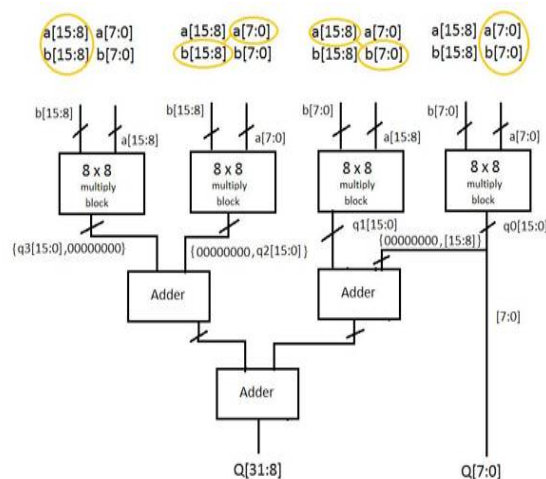 a[15:8] a[7:0] a[15:8] a[7:0] a[15:8] a[7:0] a[15:8] a[7:0]
b[15:8] b[7:0] b[15:8] b[7:0] b[15:8] b[7:0] b[15:8] b[7:0]
b[15:8] b[15:8] b[7:0] b[7:0]
a[15:8] a[7:0] a[15:8] a[7:0]
8 x 8 8 x 8 8 x 8 8 x 8
multiply multiply multiply multiply
block block block block
q1[15:0] q0[15:0]
{q3[15:0],00000000} {00000000,q2[15:0]} {00000000,[15:8]}
Adder Adder
[7:0]
Adder
Q[31:8] Q[7:0]